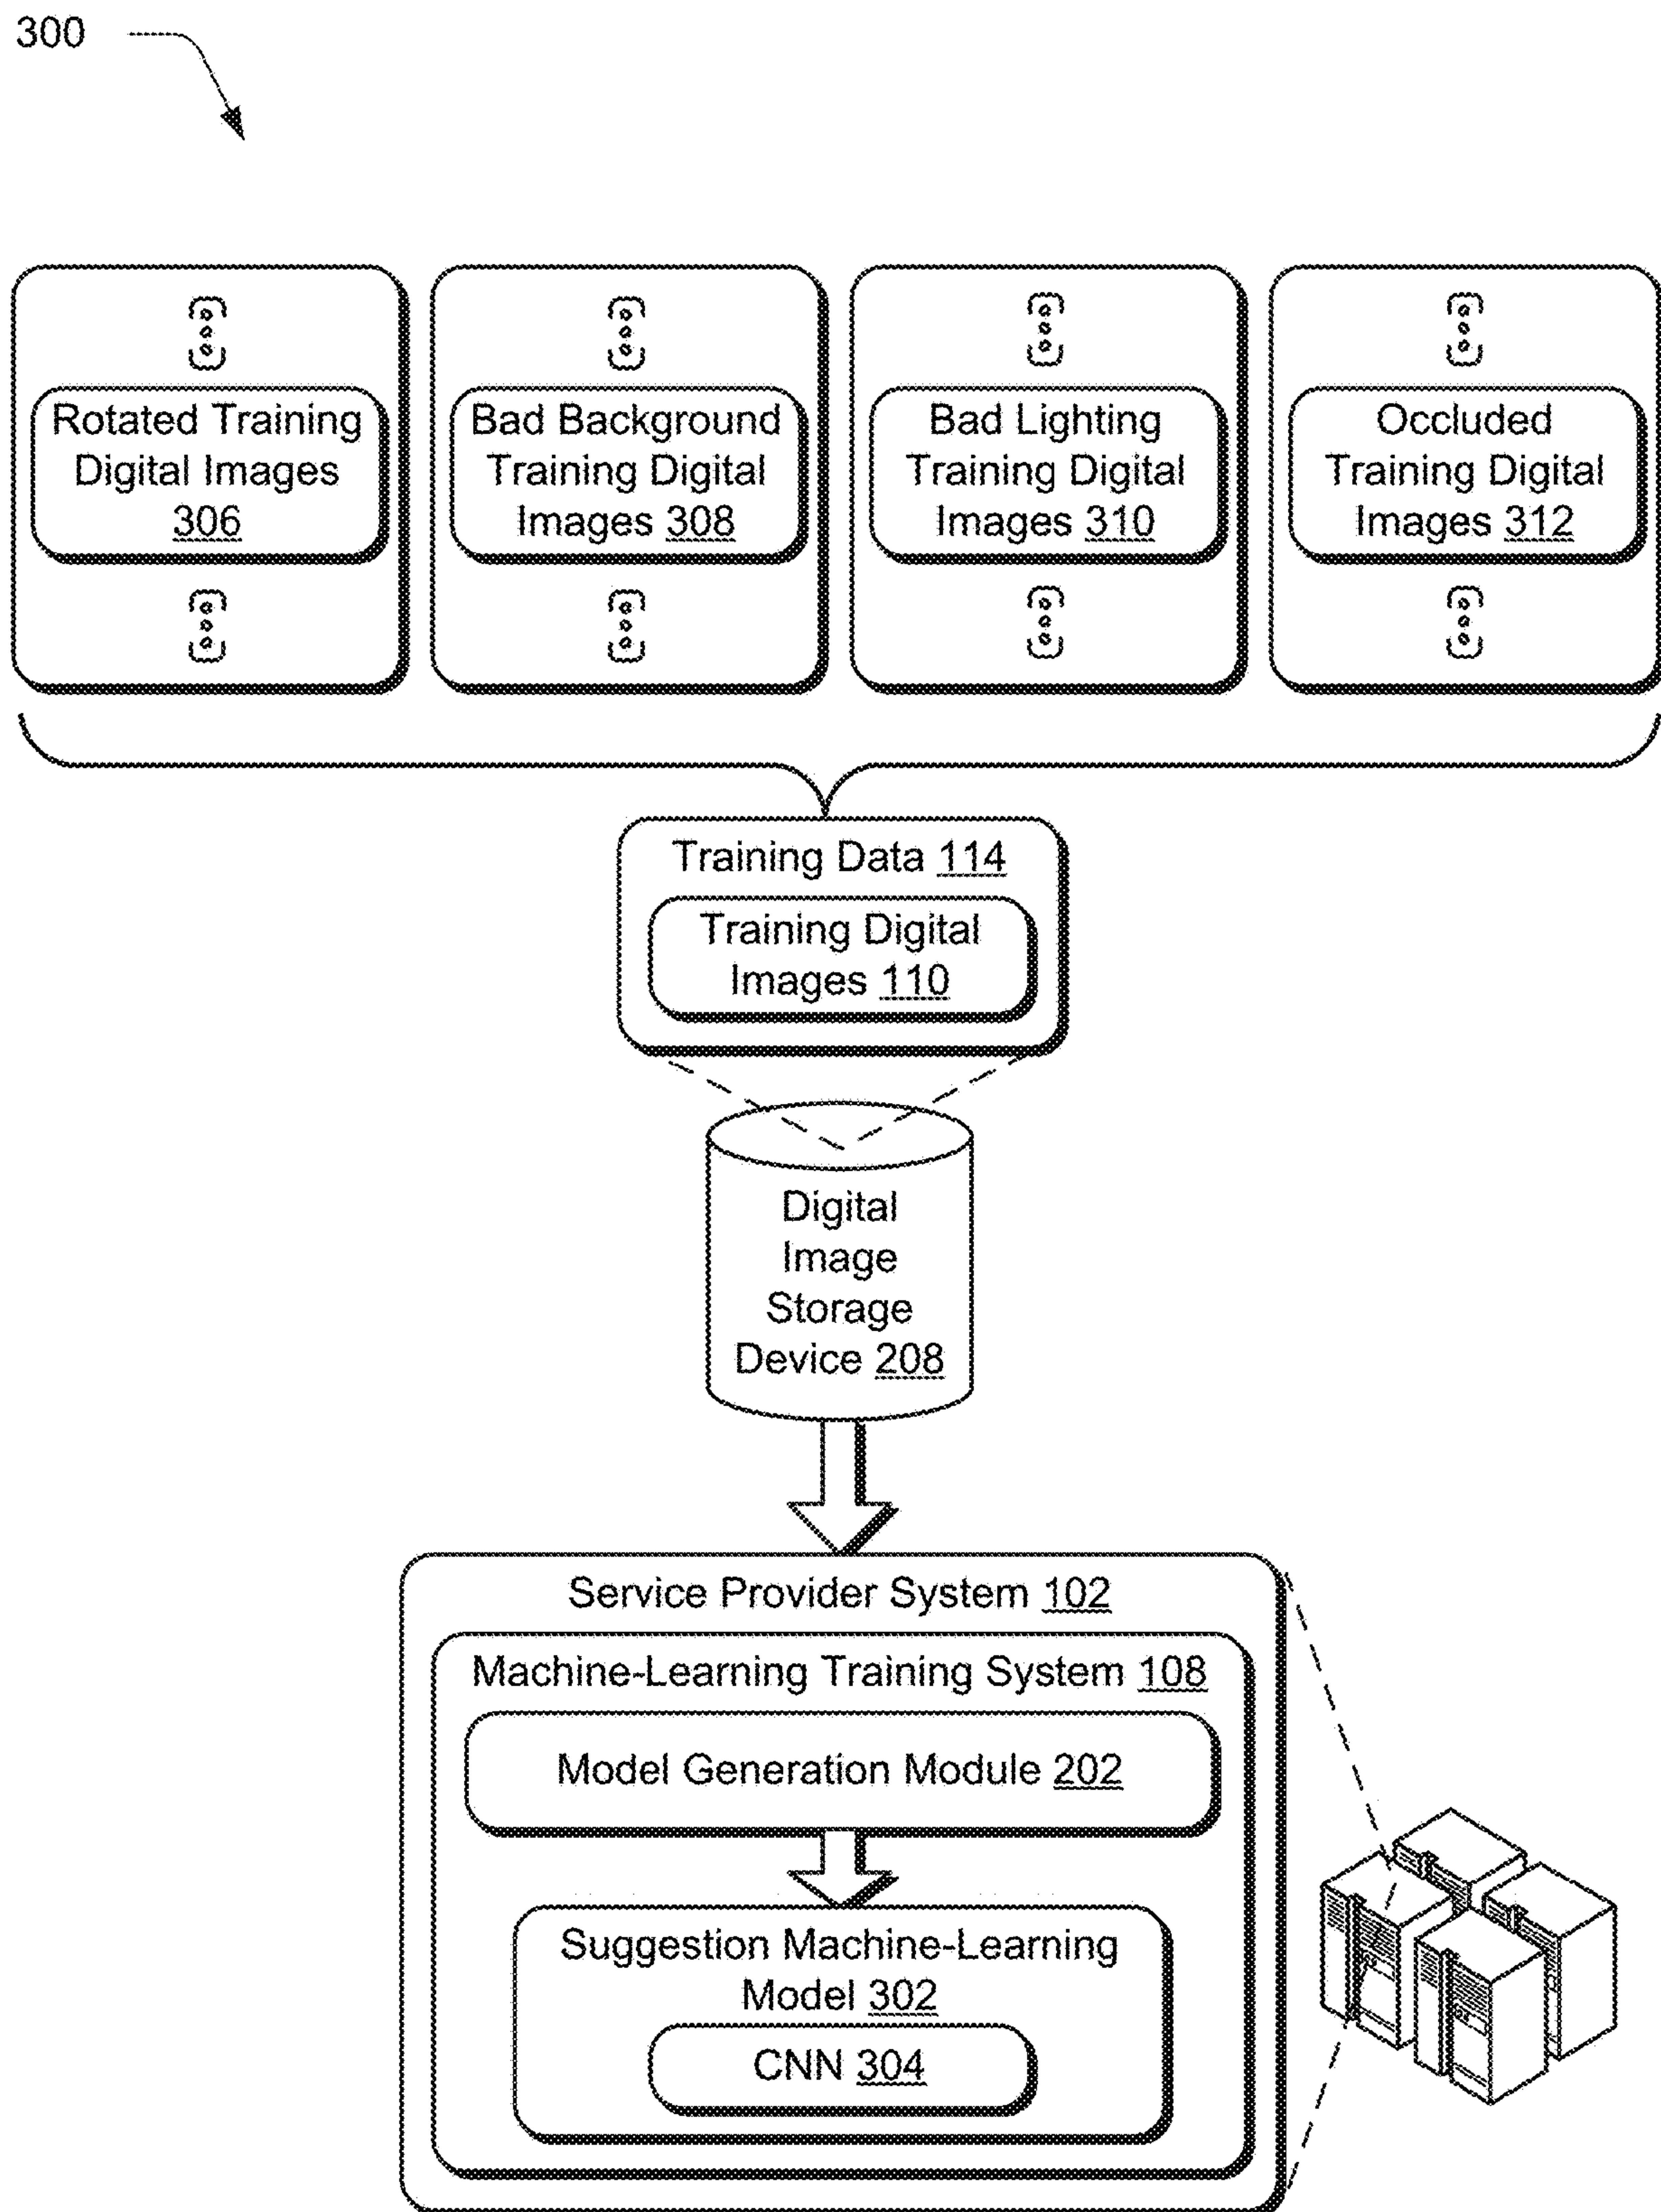 300
Rotated Training
Digital Images
306
Bad Background
Training Digital
Images 308
Bad Lighting
Training Digital
Images 310
Occluded
Training Digital
Images 312
Training Data 114
Training Digital
Images 110
Digital
Image
Storage
Device 208
Service Provider System 102
Machine-Learning Training System 108
Model Generation Module 202
Suggestion Machine-Learning
Model 302
CNN 304